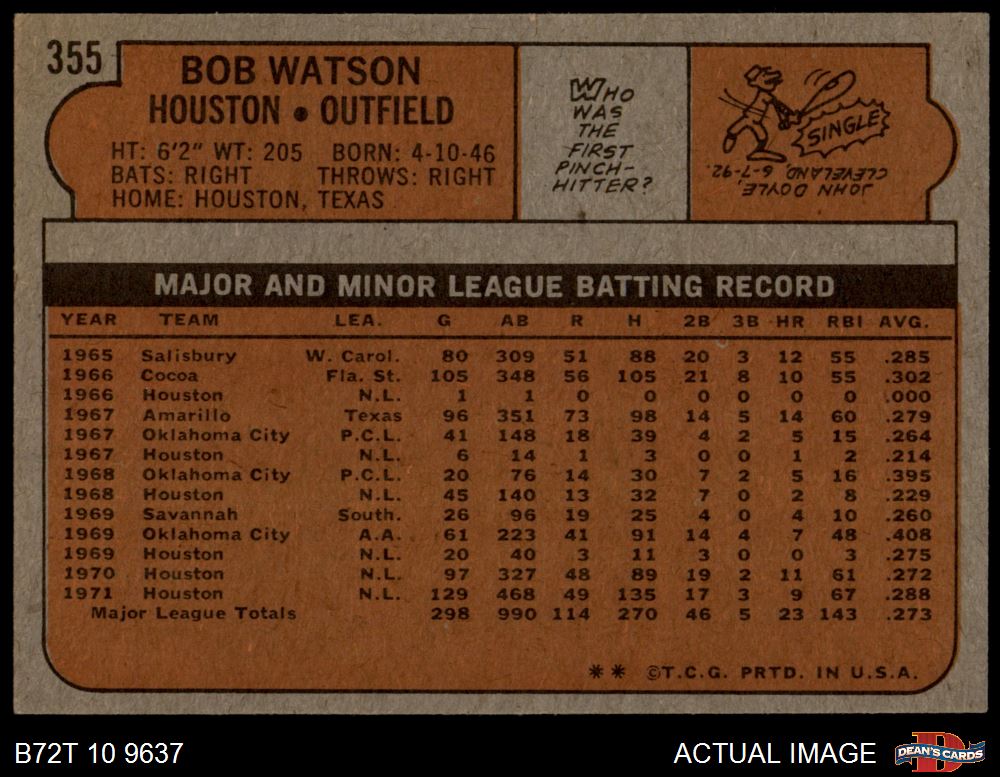 355
BOB WATSON
HOUSTON • OUTFIELD
HT: 6'2" WT: 205 BORN: 4-10-46
BATS: RIGHT THROWS: RIGHT
HOME: HOUSTON, TEXAS
WHO
WAS
THE
FIRST
PINCH-
HITTER?
SINGLE
JOHN DOYLE,
CLEVELAND, 6-7-92.
MAJOR AND MINOR LEAGUE BATTING RECORD
YEAR TEAM LEA. G AB R H 2B 3B HR RBI AVG.
1965 Salisbury W. Carol. 80 309 51 88 20 3 12 55 .285
1966 Cocoa Fla. St. 105 348 56 105 21 8 10 55 .302
1966 Houston N.L. 1 1 0 0 0 0 0 0 .000
1967 Amarillo Texas 96 351 73 98 14 5 14 60 .279
1967 Oklahoma City P.C.L. 41 148 18 39 4 2 5 15 .264
1967 Houston N.L. 6 14 1 3 0 0 1 2 .214
1968 Oklahoma City P.C.L. 20 76 14 30 7 2 5 16 .395
1968 Houston N.L. 45 140 13 32 7 0 2 8 .229
1969 Savannah South. 26 96 19 25 4 0 4 10 .260
1969 Oklahoma City A.A. 61 223 41 91 14 4 7 48 .408
1969 Houston N.L. 20 40 3 11 3 0 0 3 .275
1970 Houston N.L. 97 327 48 89 19 2 11 61 .272
1971 Houston N.L. 129 468 49 135 17 3 9 67 .288
Major League Totals 298 990 114 270 46 5 23 143 .273
** ©T.C.G. PRTD. IN U.S.A.
B72T 10 9637
ACTUAL IMAGE
DEAN'S CARDS